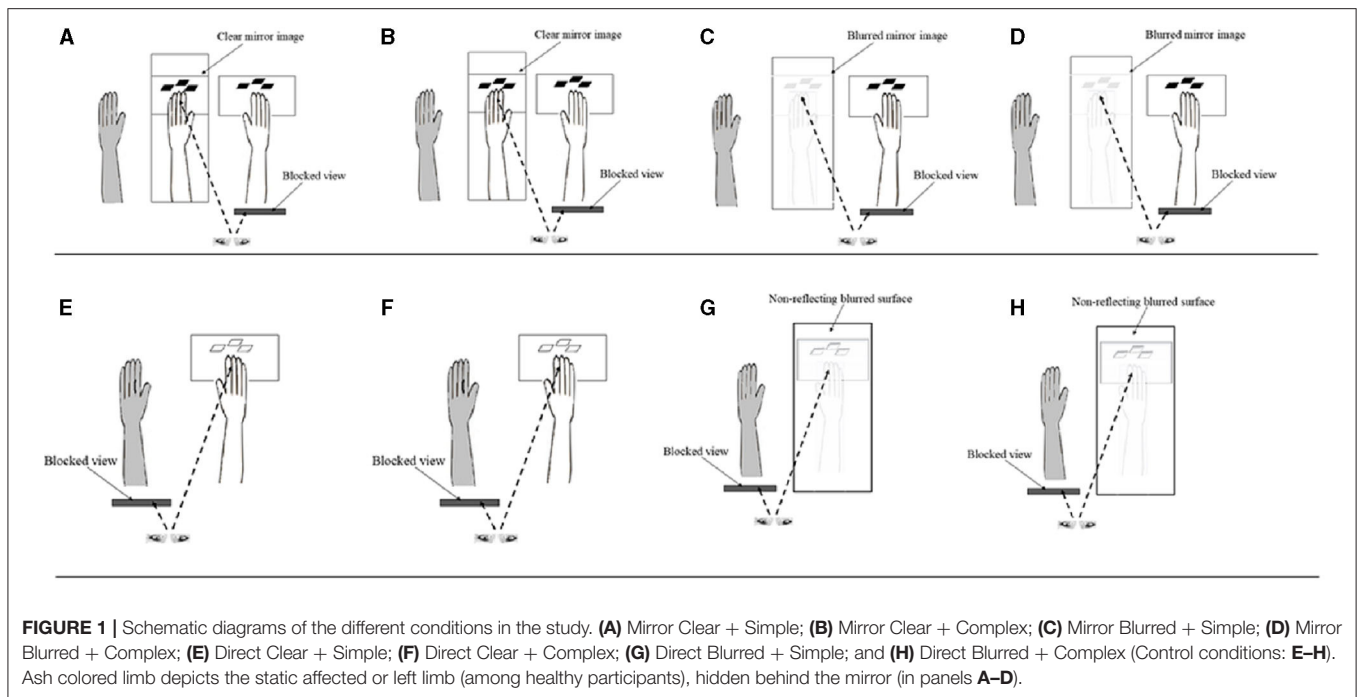 A
Clear mirror image
Blocked view
B
Clear mirror image
Blocked view
C
Blurred mirror image
Blocked view
D
Blurred mirror image
Blocked view
E
Blocked view
F
Blocked view
G
Non-reflecting blurred surface
Blocked view
H
Non-reflecting blurred surface
Blocked view
FIGURE 1 | Schematic diagrams of the different conditions in the study. (A) Mirror Clear + Simple; (B) Mirror Clear + Complex; (C) Mirror Blurred + Simple; (D) Mirror
Blurred + Complex; (E) Direct Clear + Simple; (F) Direct Clear + Complex; (G) Direct Blurred + Simple; and (H) Direct Blurred + Complex (Control conditions: E–H).
Ash colored limb depicts the static affected or left limb (among healthy participants), hidden behind the mirror (in panels A–D).